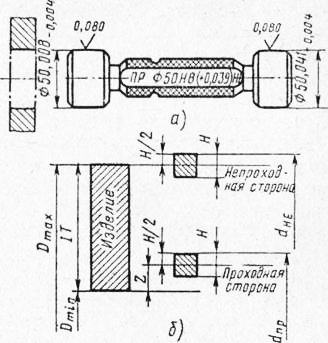 0,080
0,080
Ф50,008-0,004
ПР Ф50Н8(+0,039)НЕ
Ф50,041-0,004
а)
H/2
H
Непроход-
ная сторона
Dmax
IT
Изделие
dНЕ
H/2
H
Z
Проходная
сторона
Dmin
б)
dпр